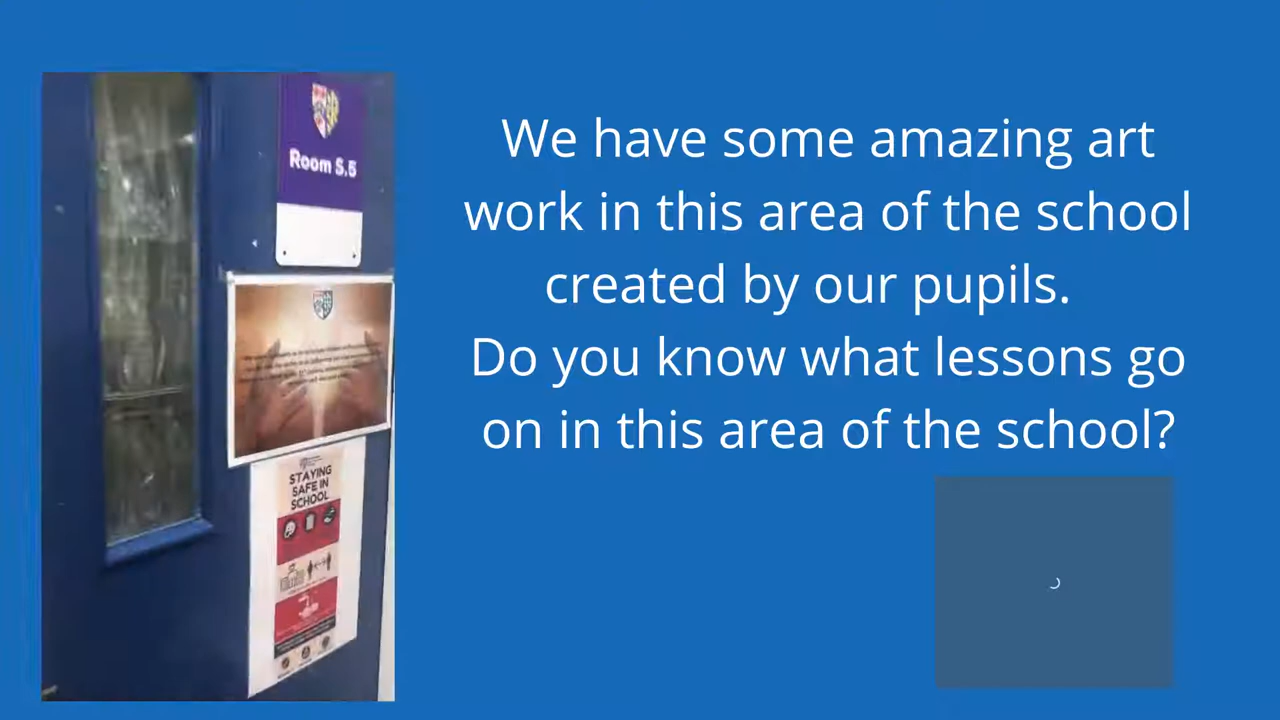 Room S.5
STAYING
SAFE IN
SCHOOL
We have some amazing art
work in this area of the school
created by our pupils.
Do you know what lessons go
on in this area of the school?